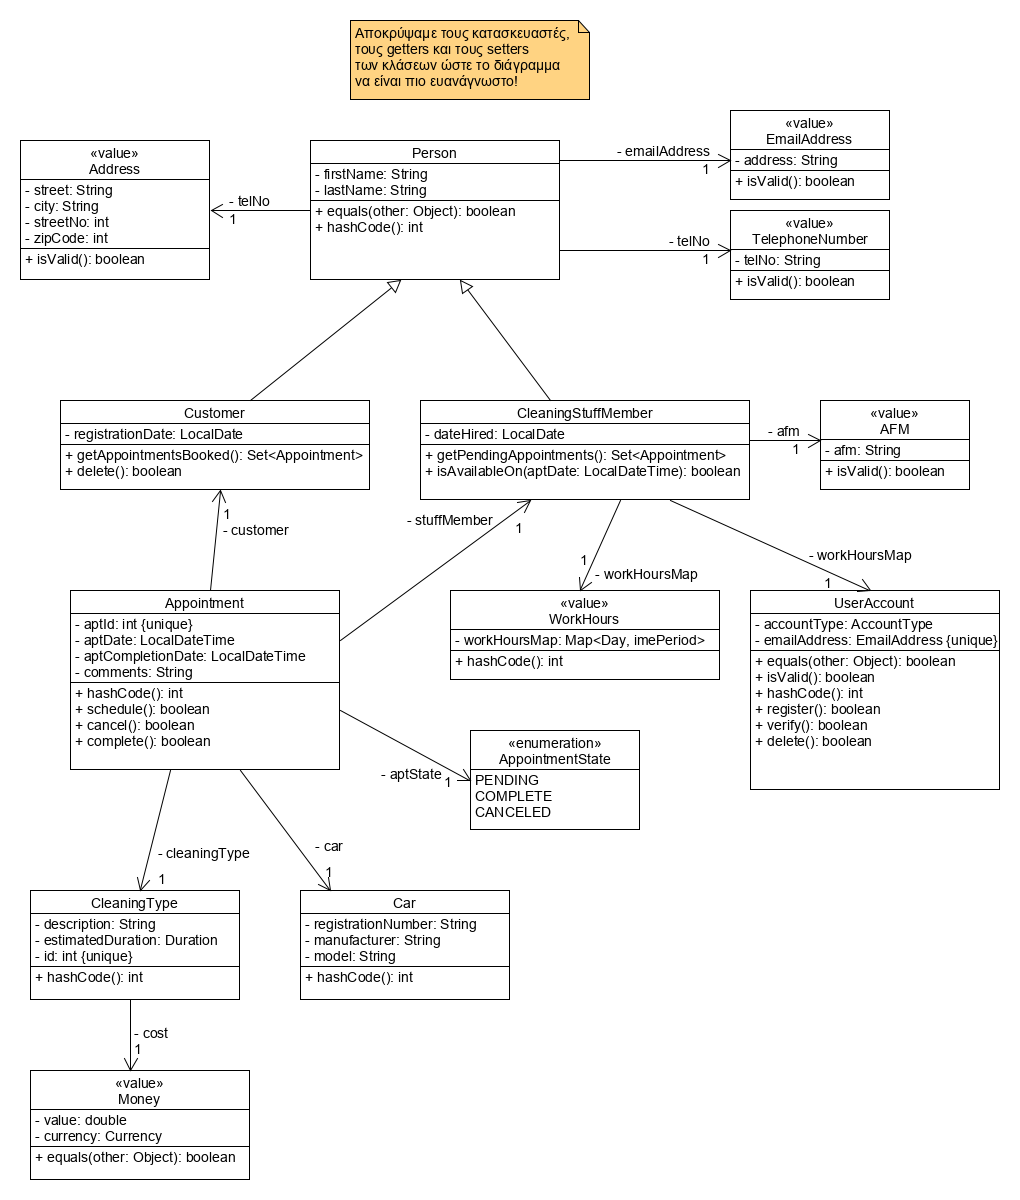 Αποκρύψαμε τους κατασκευαστές,
τους getters και τους setters
των κλάσεων ώστε το διάγραμμα
να είναι πιο ευανάγνωστο!
«value»
Address
- street: String
- city: String
- streetNo: int
- zipCode: int
+ isValid(): boolean
- telNo
1
Person
- firstName: String
- lastName: String
+ equals(other: Object): boolean
+ hashCode(): int
- emailAddress
1
«value»
EmailAddress
- address: String
+ isValid(): boolean
- telNo
1
«value»
TelephoneNumber
- telNo: String
+ isValid(): boolean
Customer
- registrationDate: LocalDate
+ getAppointmentsBooked(): Set<Appointment>
+ delete(): boolean
CleaningStuffMember
- dateHired: LocalDate
+ getPendingAppointments(): Set<Appointment>
+ isAvailableOn(aptDate: LocalDateTime): boolean
- afm
1
«value»
AFM
- afm: String
+ isValid(): boolean
1
- customer
- stuffMember
1
1
- workHoursMap
- workHoursMap
1
Appointment
- aptId: int {unique}
- aptDate: LocalDateTime
- aptCompletionDate: LocalDateTime
- comments: String
+ hashCode(): int
+ schedule(): boolean
+ cancel(): boolean
+ complete(): boolean
«value»
WorkHours
- workHoursMap: Map<Day, imePeriod>
+ hashCode(): int
UserAccount
- accountType: AccountType
- emailAddress: EmailAddress {unique}
+ equals(other: Object): boolean
+ isValid(): boolean
+ hashCode(): int
+ register(): boolean
+ verify(): boolean
+ delete(): boolean
- aptState
1
«enumeration»
AppointmentState
PENDING
COMPLETE
CANCELED
- cleaningType
1
- car
1
CleaningType
- description: String
- estimatedDuration: Duration
- id: int {unique}
+ hashCode(): int
Car
- registrationNumber: String
- manufacturer: String
- model: String
+ hashCode(): int
- cost
1
«value»
Money
- value: double
- currency: Currency
+ equals(other: Object): boolean